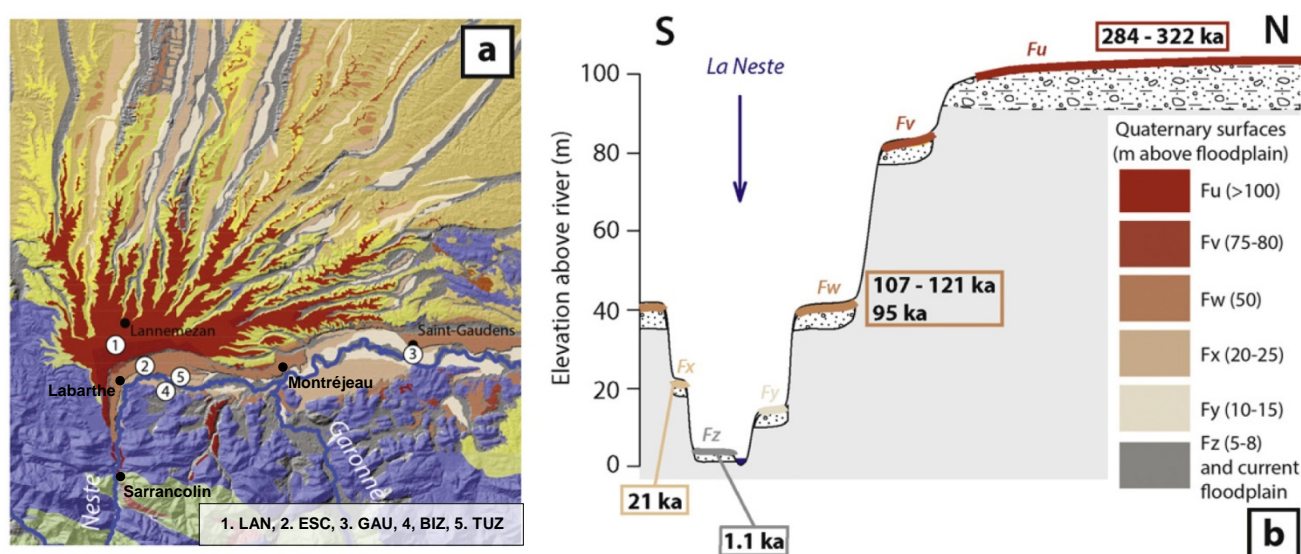 a
Lannemezan
1
2
5
4
3
Saint-Gaudens
Labarthe
Montréjeau
Sarrancolin
Neste
Garonne
1. LAN, 2. ESC, 3. GAU, 4, BIZ, 5. TUZ
b
S
N
La Neste
284 - 322 ka
Fu
Fv
Fw
107 - 121 ka
95 ka
Fx
Fy
Fz
21 ka
1.1 ka
Elevation above river (m)
100
80
60
40
20
0
Quaternary surfaces
(m above floodplain)
Fu (>100)
Fv (75-80)
Fw (50)
Fx (20-25)
Fy (10-15)
Fz (5-8)
and current
floodplain